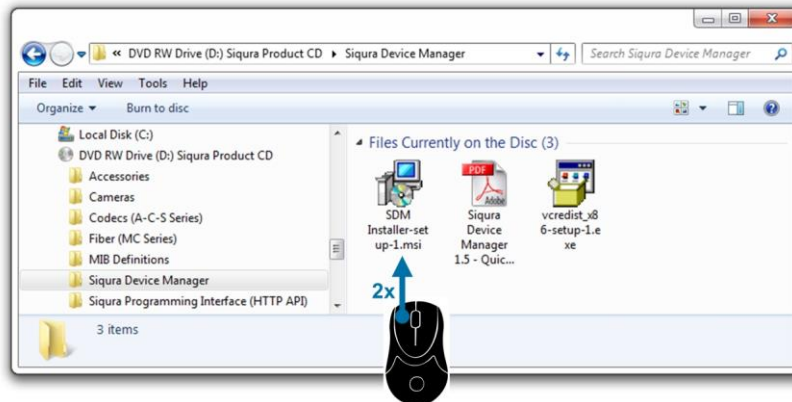 « DVD RW Drive (D:) Siqura Product CD ▸ Siqura Device Manager
Search Siqura Device Manager
File Edit View Tools Help
Organize ▾ Burn to disc
Local Disk (C:)
DVD RW Drive (D:) Siqura Product CD
Accessories
Cameras
Codecs (A-C-S Series)
Fiber (MC Series)
MIB Definitions
Siqura Device Manager
Siqura Programming Interface (HTTP API)
Files Currently on the Disc (3)
PDF
Adobe
SDM
Installer-set
up-1.msi
Siqura
Device
Manager
1.5 - Quic...
vcredist_x8
6-setup-1.e
xe
2x
3 items